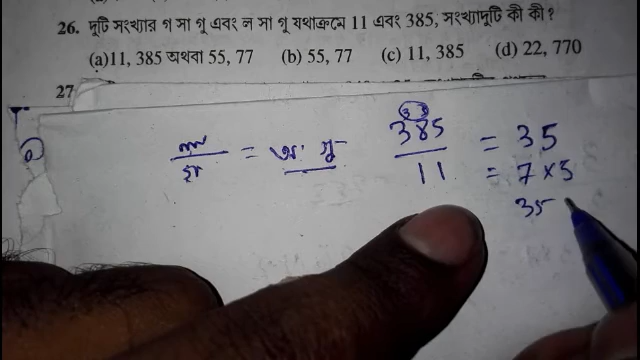 26. দুটি সংখ্যার গ সা গু এবং ল সা গু যথাক্রমে 11 এবং 385, সংখ্যাদুটি কী কী?
(a)11, 385 অথবা 55, 77 (b) 55, 77 (c) 11, 385 (d) 22, 770
27
= অঃ গু 385 = 35
11 = 7 × 5
35